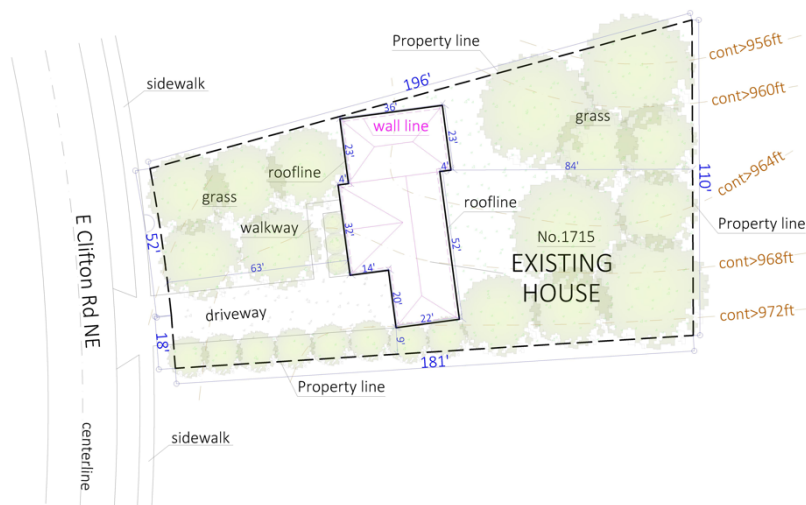 cont>956ft
Property line
196'
sidewalk
36'
cont>960ft
wall line
grass
23'
23'
roofline
4'
84'
4'
cont>964ft
110'
grass
roofline
Property line
walkway
52'
32'
52'
No.1715
EXISTING
HOUSE
63'
14'
cont>968ft
E Clifton Rd NE
driveway
20'
22'
cont>972ft
18'
9'
181'
Property line
centerline
sidewalk